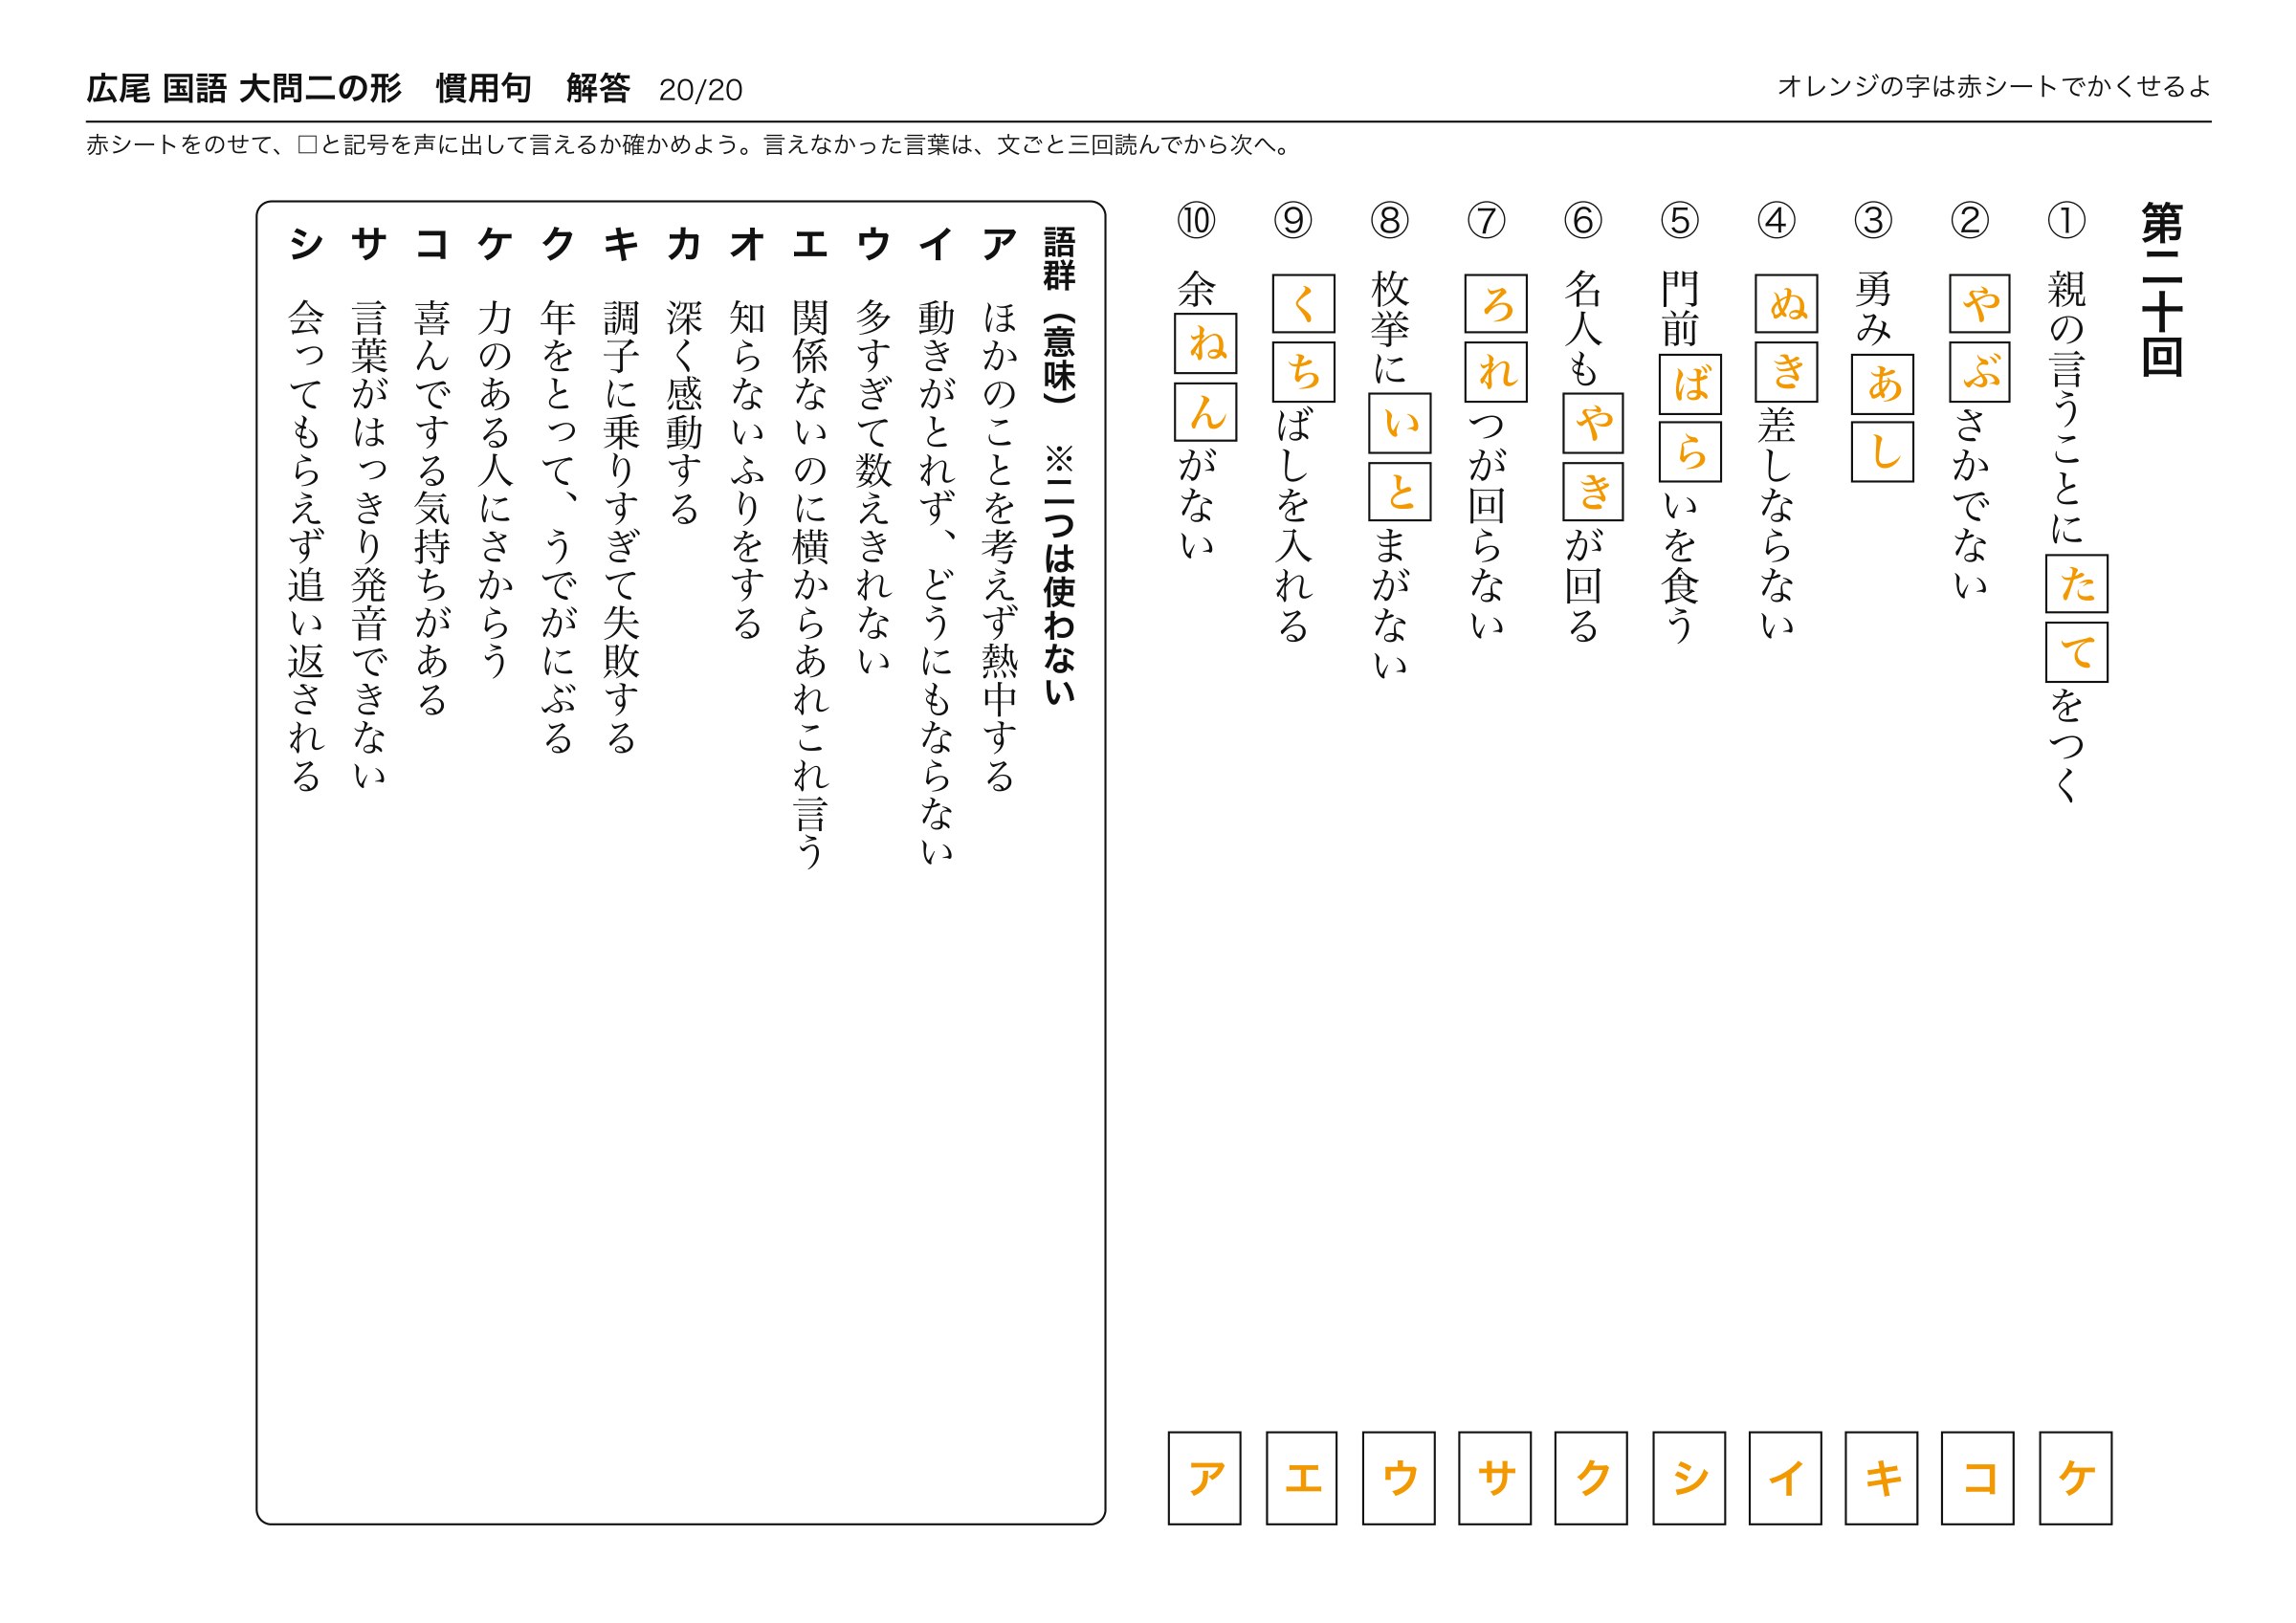 広尾 国語 大問二の形　慣用句　解答　20/20
オレンジの字は赤シートでかくせるよ
赤シートをのせて、□と記号を声に出して言えるか確かめよう。言えなかった言葉は、文ごと三回読んでから次へ。
第二十回
① 親の言うことにたてをつく ケ
② やぶさかでない コ
③ 勇みあし キ
④ ぬき差しならない イ
⑤ 門前ばらいを食う シ
⑥ 名人もやきが回る ク
⑦ ろれつが回らない サ
⑧ 枚挙にいとまがない ウ
⑨ くちばしを入れる エ
⑩ 余ねんがない ア
語群（意味）　※二つは使わない
ア　ほかのことを考えず熱中する
イ　動きがとれず、どうにもならない
ウ　多すぎて数えきれない
エ　関係ないのに横からあれこれ言う
オ　知らないふりをする
カ　深く感動する
キ　調子に乗りすぎて失敗する
ク　年をとって、うでがにぶる
ケ　力のある人にさからう
コ　喜んでする気持ちがある
サ　言葉がはっきり発音できない
シ　会ってもらえず追い返される